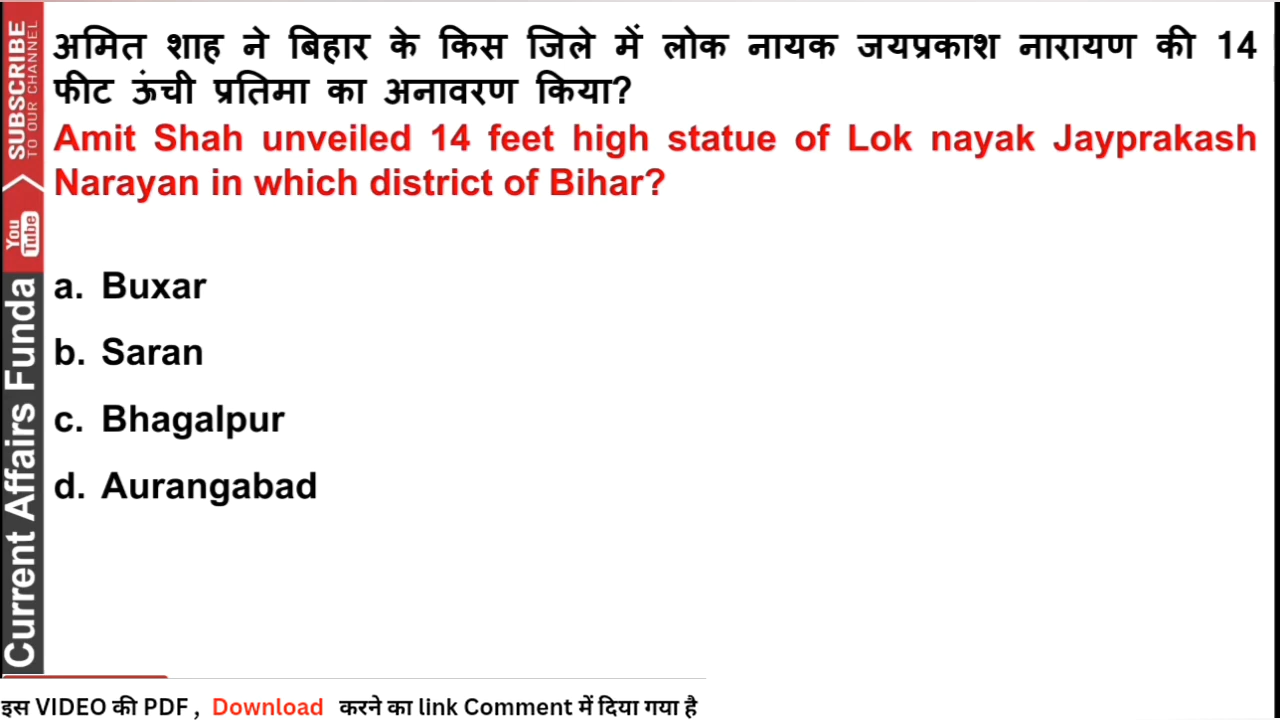 अमित शाह ने बिहार के किस जिले में लोक नायक जयप्रकाश नारायण की 14
फीट ऊंची प्रतिमा का अनावरण किया?
Amit Shah unveiled 14 feet high statue of Lok nayak Jayprakash
Narayan in which district of Bihar?
a. Buxar
b. Saran
c. Bhagalpur
d. Aurangabad
SUBSCRIBE
TO OUR CHANNEL
You
Tube
Current Affairs Funda
इस VIDEO की PDF , Download करने का link Comment में दिया गया है